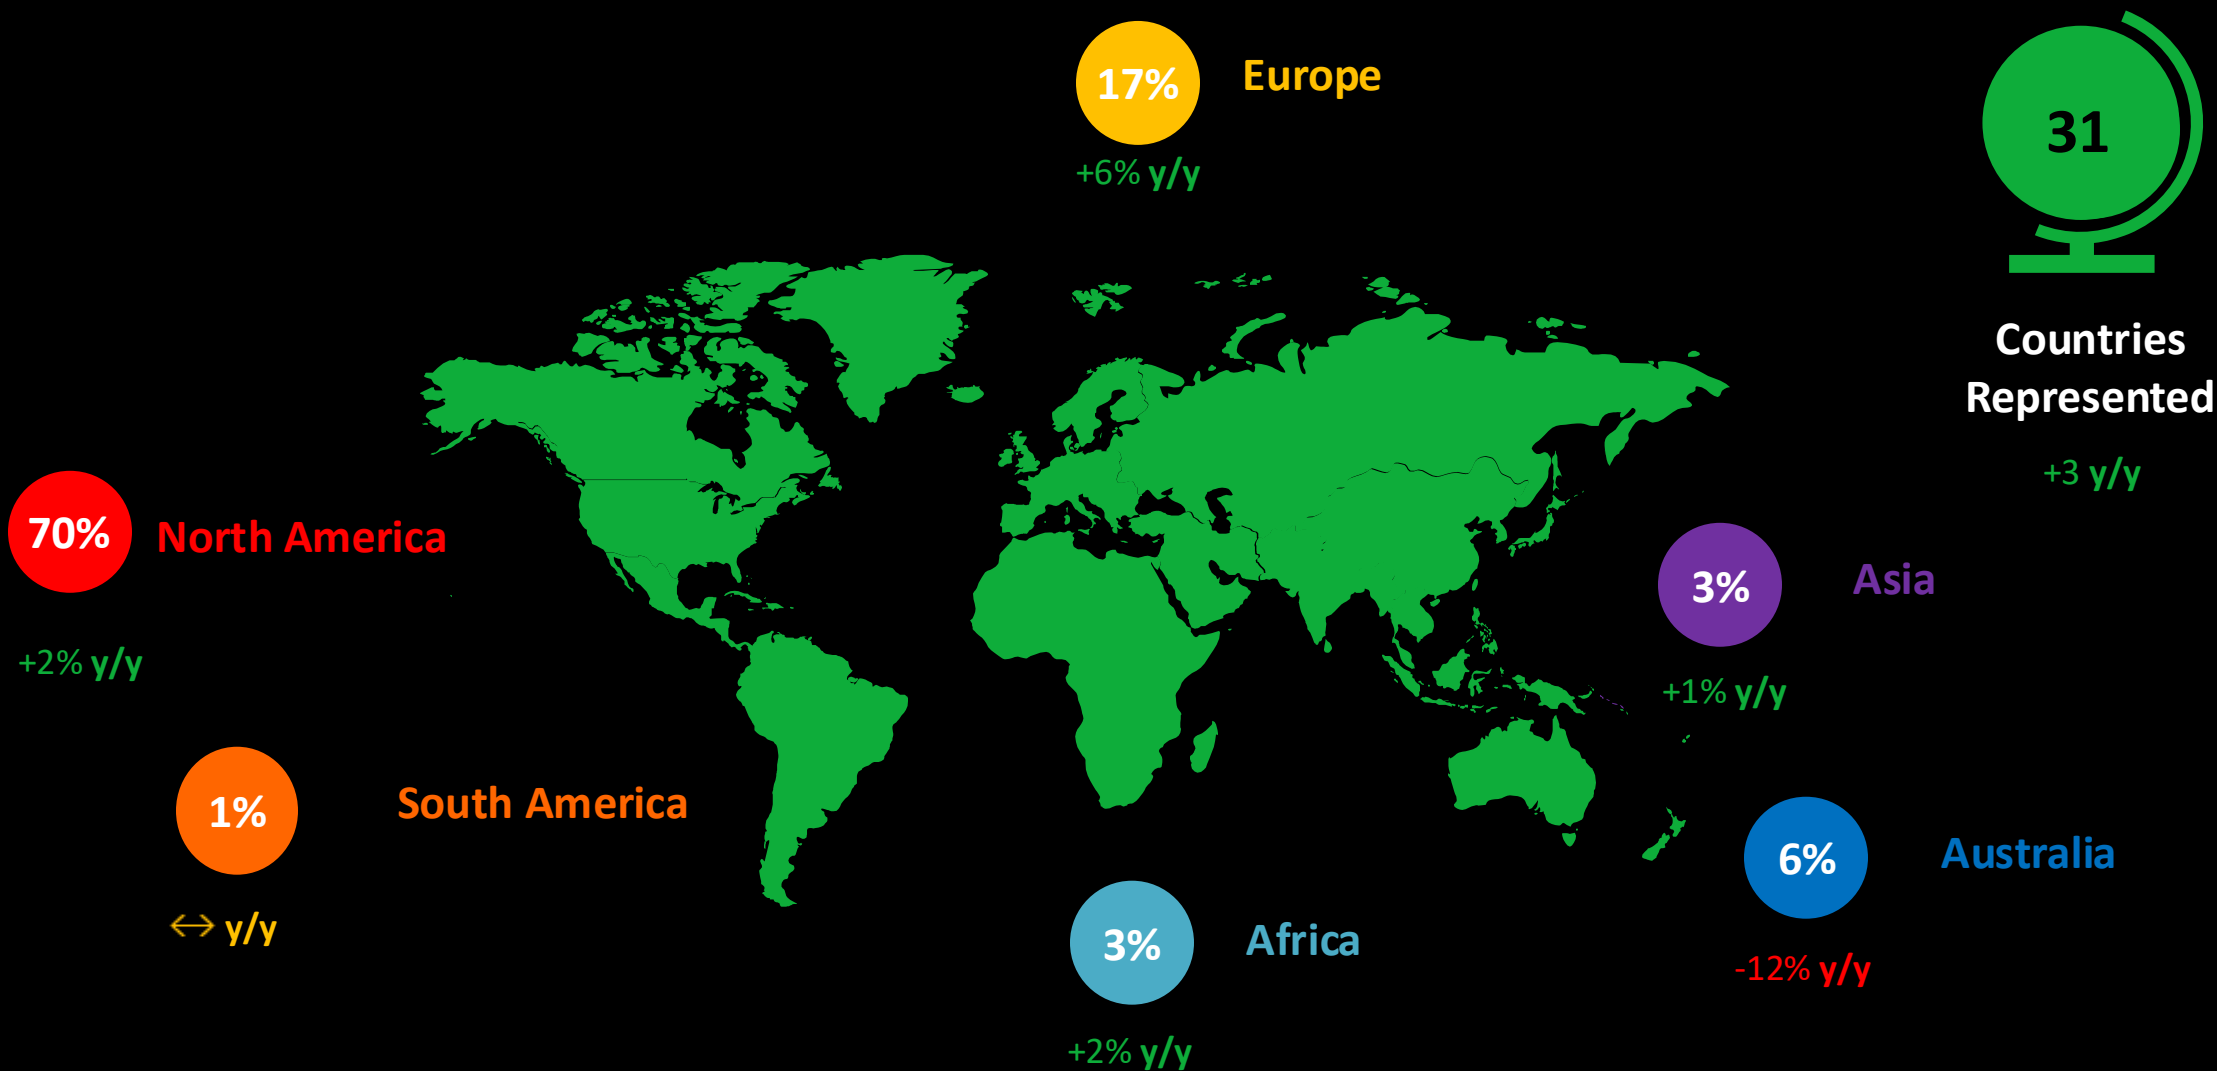 17%
Europe
+6% y/y
31
Countries
Represented
+3 y/y
70%
North America
+2% y/y
3%
Asia
+1% y/y
1%
South America
↔ y/y
6%
Australia
-12% y/y
3%
Africa
+2% y/y